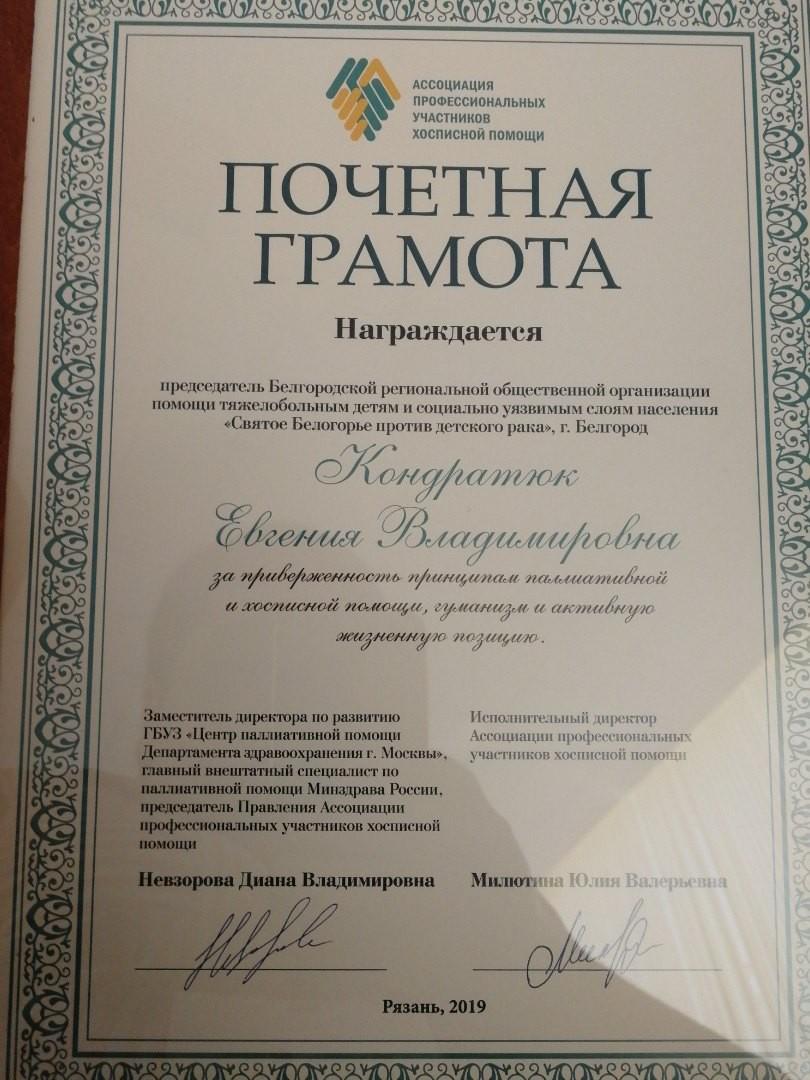 АССОЦИАЦИЯ
ПРОФЕССИОНАЛЬНЫХ
УЧАСТНИКОВ
ХОСПИСНОЙ ПОМОЩИ
ПОЧЕТНАЯ
ГРАМОТА
Награждается
председатель Белгородской региональной общественной организации
помощи тяжелобольным детям и социально уязвимым слоям населения
«Святое Белогорье против детского рака», г. Белгород
Кондратюк
Евгения Владимировна
за приверженность принципам паллиативной
и хосписной помощи, гуманизм и активную
жизненную позицию.
Заместитель директора по развитию
ГБУЗ «Центр паллиативной помощи
Департамента здравоохранения г. Москвы»,
главный внештатный специалист по
паллиативной помощи Минздрава России,
председатель Правления Ассоциации
профессиональных участников хосписной
помощи
Невзорова Диана Владимировна
Исполнительный директор
Ассоциации профессиональных
участников хосписной помощи
Милютина Юлия Валерьевна
Рязань, 2019